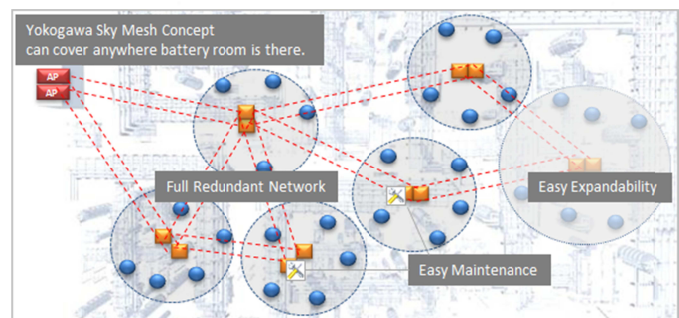 Yokogawa Sky Mesh Concept
can cover anywhere battery room is there.
AP
AP
Full Redundant Network
Easy Expandability
Easy Maintenance